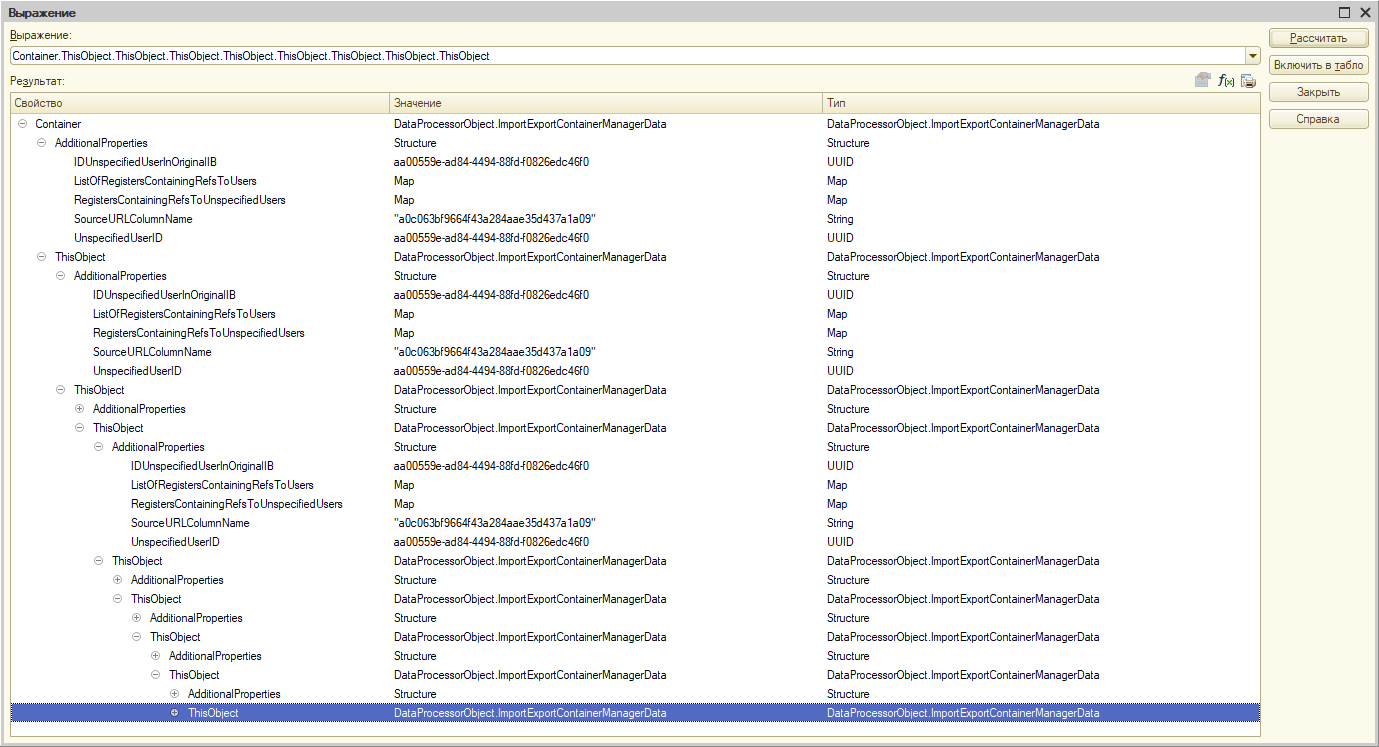 Выражение
Выражение:
Container.ThisObject.ThisObject.ThisObject.ThisObject.ThisObject.ThisObject.ThisObject.ThisObject
Рассчитать
Включить в табло
Закрыть
Справка
Результат:
f(x)
Свойство Значение Тип
Container DataProcessorObject.ImportExportContainerManagerData DataProcessorObject.ImportExportContainerManagerData
AdditionalProperties Structure Structure
IDUnspecifiedUserInOriginalIB aa00559e-ad84-4494-88fd-f0826edc46f0 UUID
ListOfRegistersContainingRefsToUsers Map Map
RegistersContainingRefsToUnspecifiedUsers Map Map
SourceURLColumnName "a0c063bf9664f43a284aae35d437a1a09" String
UnspecifiedUserID aa00559e-ad84-4494-88fd-f0826edc46f0 UUID
ThisObject DataProcessorObject.ImportExportContainerManagerData DataProcessorObject.ImportExportContainerManagerData
AdditionalProperties Structure Structure
IDUnspecifiedUserInOriginalIB aa00559e-ad84-4494-88fd-f0826edc46f0 UUID
ListOfRegistersContainingRefsToUsers Map Map
RegistersContainingRefsToUnspecifiedUsers Map Map
SourceURLColumnName "a0c063bf9664f43a284aae35d437a1a09" String
UnspecifiedUserID aa00559e-ad84-4494-88fd-f0826edc46f0 UUID
ThisObject DataProcessorObject.ImportExportContainerManagerData DataProcessorObject.ImportExportContainerManagerData
AdditionalProperties Structure Structure
ThisObject DataProcessorObject.ImportExportContainerManagerData DataProcessorObject.ImportExportContainerManagerData
AdditionalProperties Structure Structure
IDUnspecifiedUserInOriginalIB aa00559e-ad84-4494-88fd-f0826edc46f0 UUID
ListOfRegistersContainingRefsToUsers Map Map
RegistersContainingRefsToUnspecifiedUsers Map Map
SourceURLColumnName "a0c063bf9664f43a284aae35d437a1a09" String
UnspecifiedUserID aa00559e-ad84-4494-88fd-f0826edc46f0 UUID
ThisObject DataProcessorObject.ImportExportContainerManagerData DataProcessorObject.ImportExportContainerManagerData
AdditionalProperties Structure Structure
ThisObject DataProcessorObject.ImportExportContainerManagerData DataProcessorObject.ImportExportContainerManagerData
AdditionalProperties Structure Structure
ThisObject DataProcessorObject.ImportExportContainerManagerData DataProcessorObject.ImportExportContainerManagerData
AdditionalProperties Structure Structure
ThisObject DataProcessorObject.ImportExportContainerManagerData DataProcessorObject.ImportExportContainerManagerData
AdditionalProperties Structure Structure
ThisObject DataProcessorObject.ImportExportContainerManagerData DataProcessorObject.ImportExportContainerManagerData